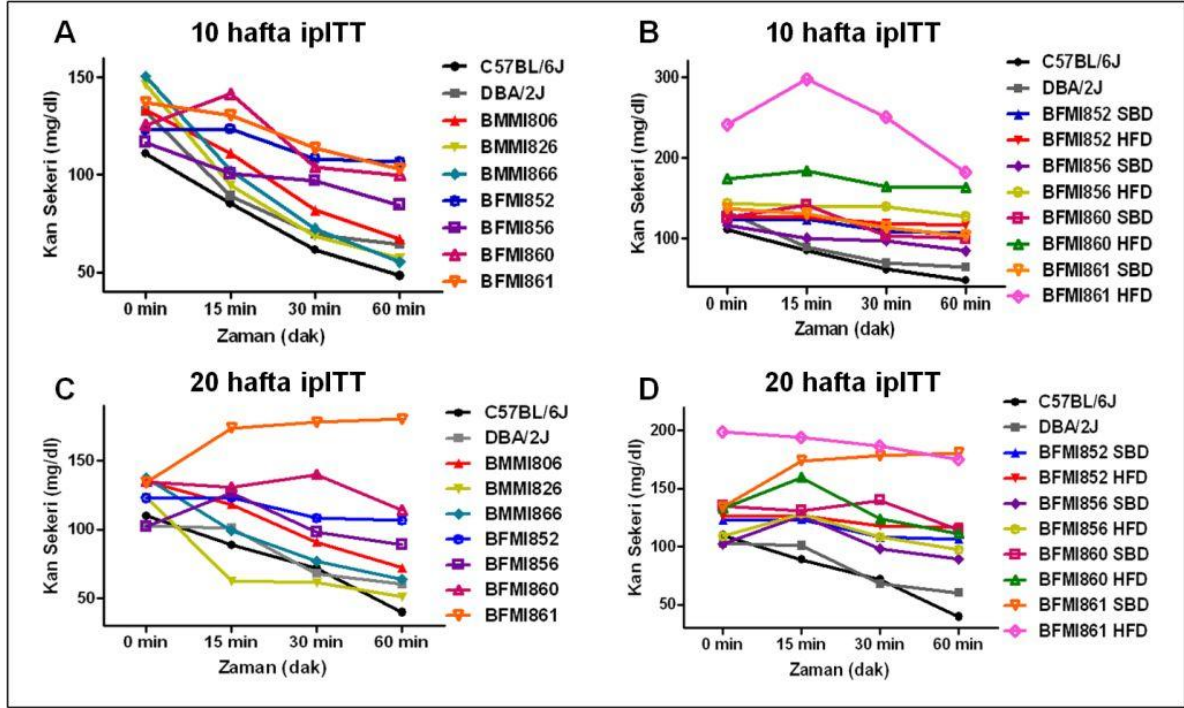 A
10 hafta ipITT
Kan Sekeri (mg/dl)
150
100
50
0 min 15 min 30 min 60 min
Zaman (dak)
C57BL/6J
DBA/2J
BMMI806
BMMI826
BMMI866
BFMI852
BFMI856
BFMI860
BFMI861
B
10 hafta ipITT
Kan Sekeri (mg/dl)
300
200
100
0 min 15 min 30 min 60 min
Zaman (dak)
C57BL/6J
DBA/2J
BFMI852 SBD
BFMI852 HFD
BFMI856 SBD
BFMI856 HFD
BFMI860 SBD
BFMI860 HFD
BFMI861 SBD
BFMI861 HFD
C
20 hafta ipITT
Kan Sekeri (mg/dl)
150
100
50
0 min 15 min 30 min 60 min
Zaman (dak)
C57BL/6J
DBA/2J
BMMI806
BMMI826
BMMI866
BFMI852
BFMI856
BFMI860
BFMI861
D
20 hafta ipITT
Kan Sekeri (mg/dl)
200
150
100
50
0 min 15 min 30 min 60 min
Zaman (dak)
C57BL/6J
DBA/2J
BFMI852 SBD
BFMI852 HFD
BFMI856 SBD
BFMI856 HFD
BFMI860 SBD
BFMI860 HFD
BFMI861 SBD
BFMI861 HFD